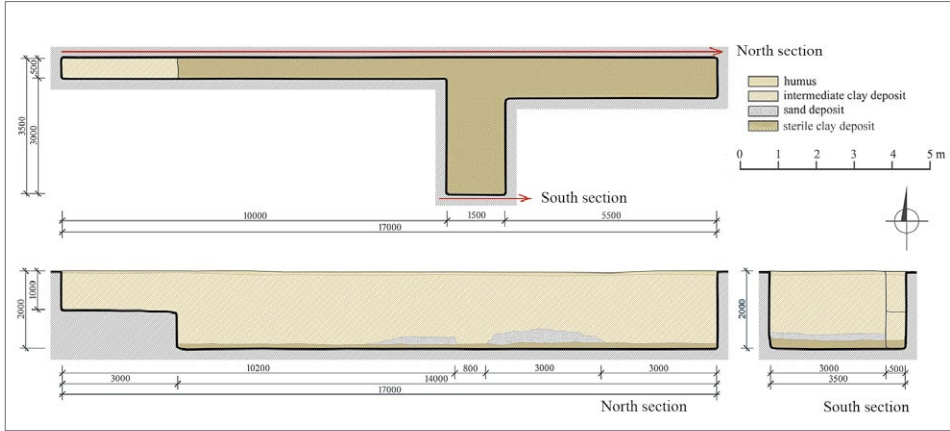 North section
500
3500
3000
humus
intermediate clay deposit
sand deposit
sterile clay deposit
0 1 2 3 4 5 m
South section
10000 1500 5500
17000
1000
2000
2000
10200 800 3000 3000
3000 14000
17000
3000 500
3500
North section
South section